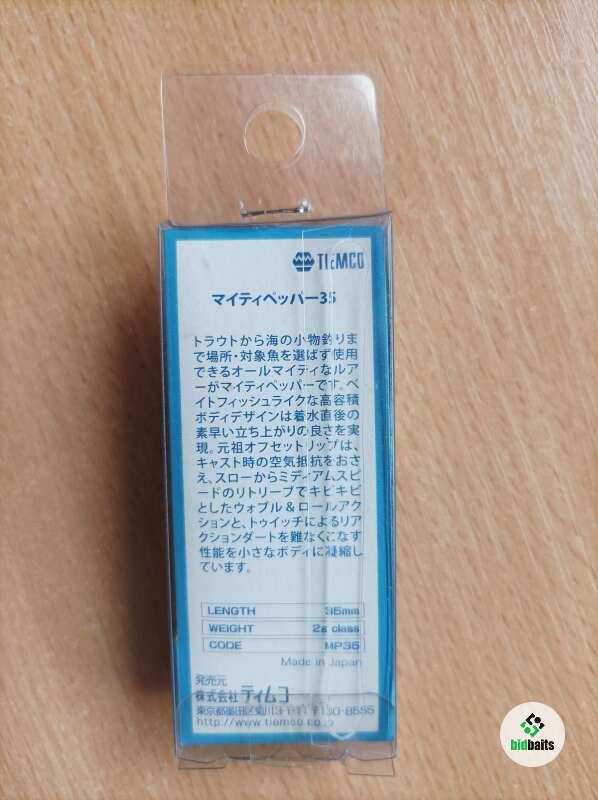 TIEMCO
マイティペッパー35
トラウトから海の小物釣りま
で場所・対象魚を選ばず使用
できるオールマイティなルア
ーがマイティペッパーです。ベ
イトフィッシュライクな高容積
ボディデザインは着水直後の
素早い立ち上がりの良さを実
現。元祖オフセットリップは、
キャスト時の空気抵抗をおさ
え、スローからミディアムスピ
ードのリトリーブでキビキビ
としたウォブル&ロールアク
ションと、トゥイッチによるリア
クションダートを難なくこなす
性能を小さなボディに凝縮し
ています。
LENGTH 35mm
WEIGHT 2g class
CODE MP35
Made in Japan
発売元
株式会社ティムコ
東京都墨田区菊川3
http://www.tiemco.co.jp
bidbaits